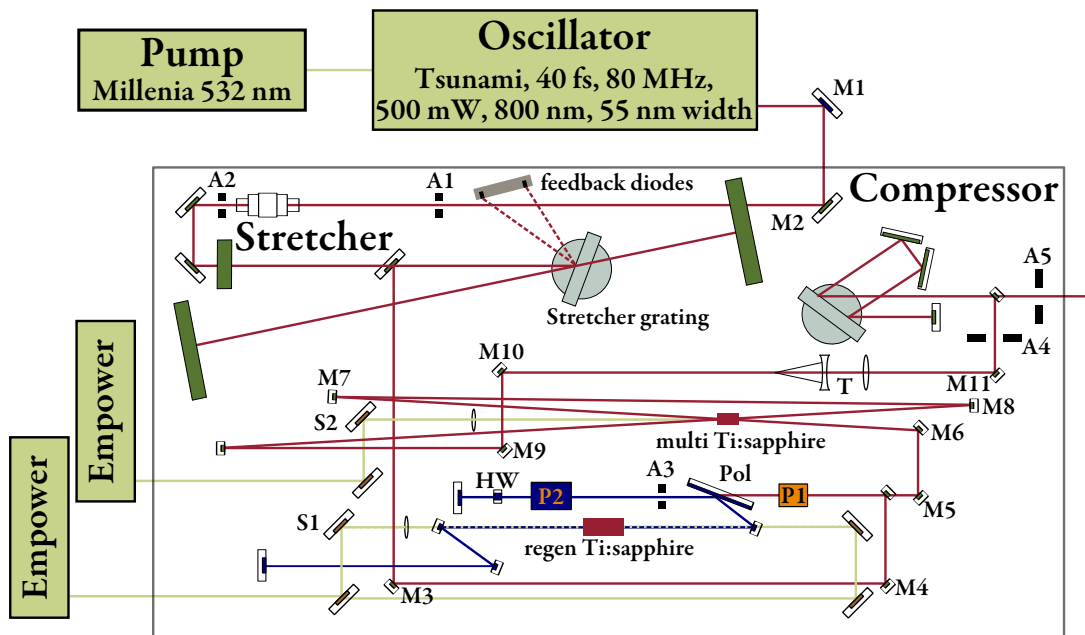 Pump
Millenia 532 nm
Oscillator
Tsunami, 40 fs, 80 MHz,
500 mW, 800 nm, 55 nm width
M1
A2
A1
feedback diodes
M2
Compressor
Stretcher
A5
Stretcher grating
A4
M10
T
M11
M7
M8
S2
M6
multi Ti:sapphire
M9
Empower
HW
A3
Pol
P2
P1
M5
S1
regen Ti:sapphire
Empower
M3
M4